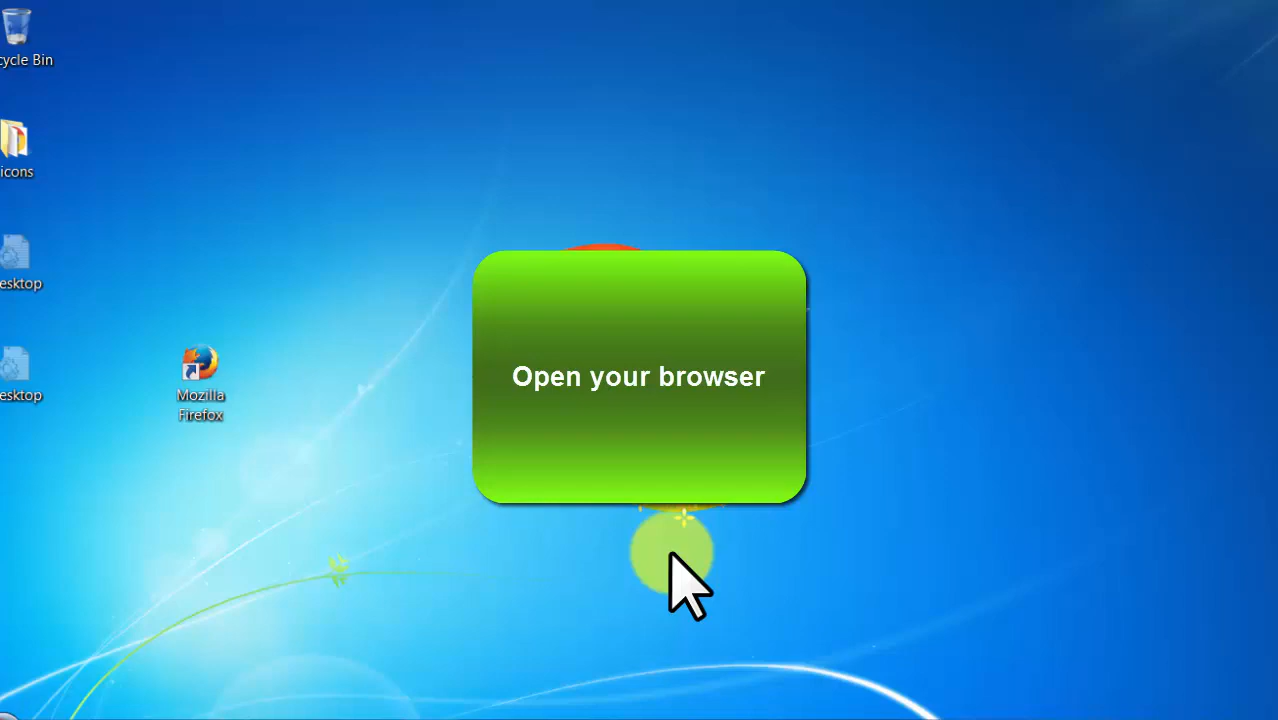 cycle Bin
icons
esktop
esktop
Mozilla
Firefox
Open your browser